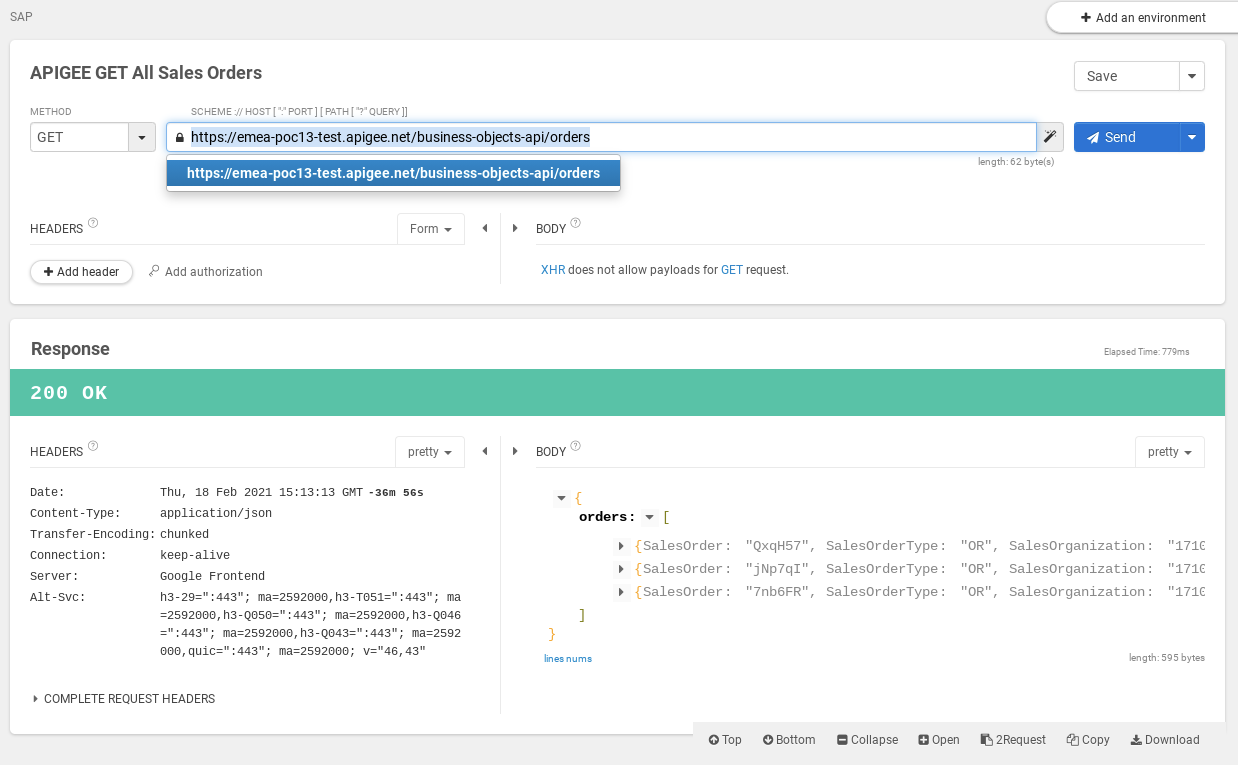 SAP
Add an environment
APIGEE GET All Sales Orders
Save
METHOD
SCHEME :// HOST [ ":" PORT ] [ PATH [ "?" QUERY ]]
GET
https://emea-poc13-test.apigee.net/business-objects-api/orders
Send
length: 62 byte(s)
https://emea-poc13-test.apigee.net/business-objects-api/orders
HEADERS ?
Form
BODY ?
Add header
Add authorization
XHR does not allow payloads for GET request.
Response
Elapsed Time: 779ms
200 OK
HEADERS ?
pretty
BODY ?
pretty
Date: Thu, 18 Feb 2021 15:13:13 GMT -36m 56s
Content-Type: application/json
Transfer-Encoding: chunked
Connection: keep-alive
Server: Google Frontend
Alt-Svc: h3-29=":443"; ma=2592000,h3-T051=":443"; ma
=2592000,h3-Q050=":443"; ma=2592000,h3-Q046
=":443"; ma=2592000,h3-Q043=":443"; ma=2592
000,quic=":443"; ma=2592000; v="46,43"
COMPLETE REQUEST HEADERS
{
orders: [
{SalesOrder: "QxqH57", SalesOrderType: "OR", SalesOrganization: "1710
{SalesOrder: "jNp7qI", SalesOrderType: "OR", SalesOrganization: "1710
{SalesOrder: "7nb6FR", SalesOrderType: "OR", SalesOrganization: "1710
]
}
lines nums
length: 595 bytes
Top Bottom Collapse Open 2Request Copy Download